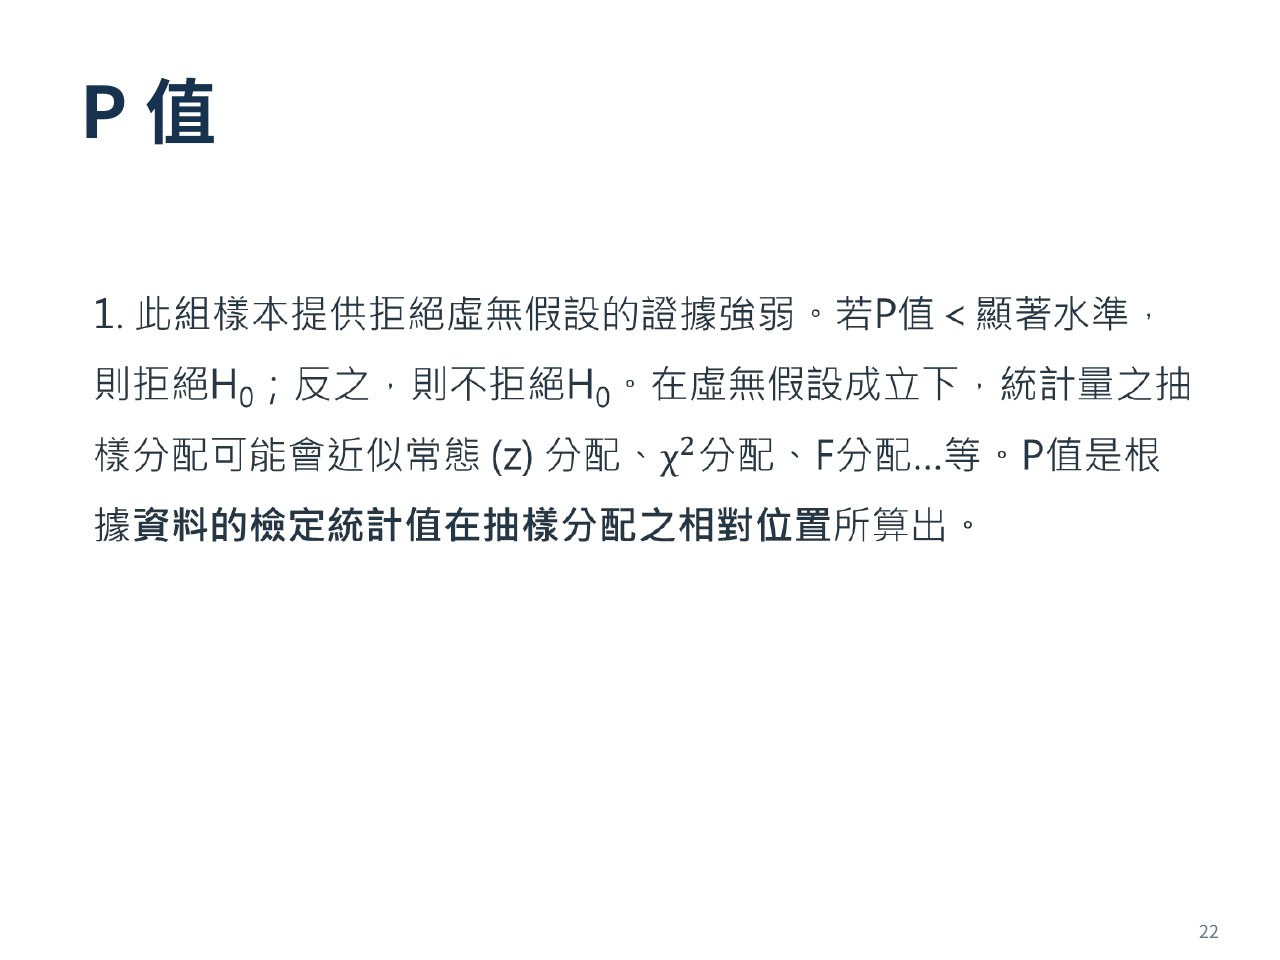 P 值
1. 此組樣本提供拒絕虛無假設的證據強弱。若P值 < 顯著水準，
則拒絕H₀；反之，則不拒絕H₀。在虛無假設成立下，統計量之抽
樣分配可能會近似常態 (z) 分配、χ²分配、F分配…等。P值是根
據資料的檢定統計值在抽樣分配之相對位置所算出。
22